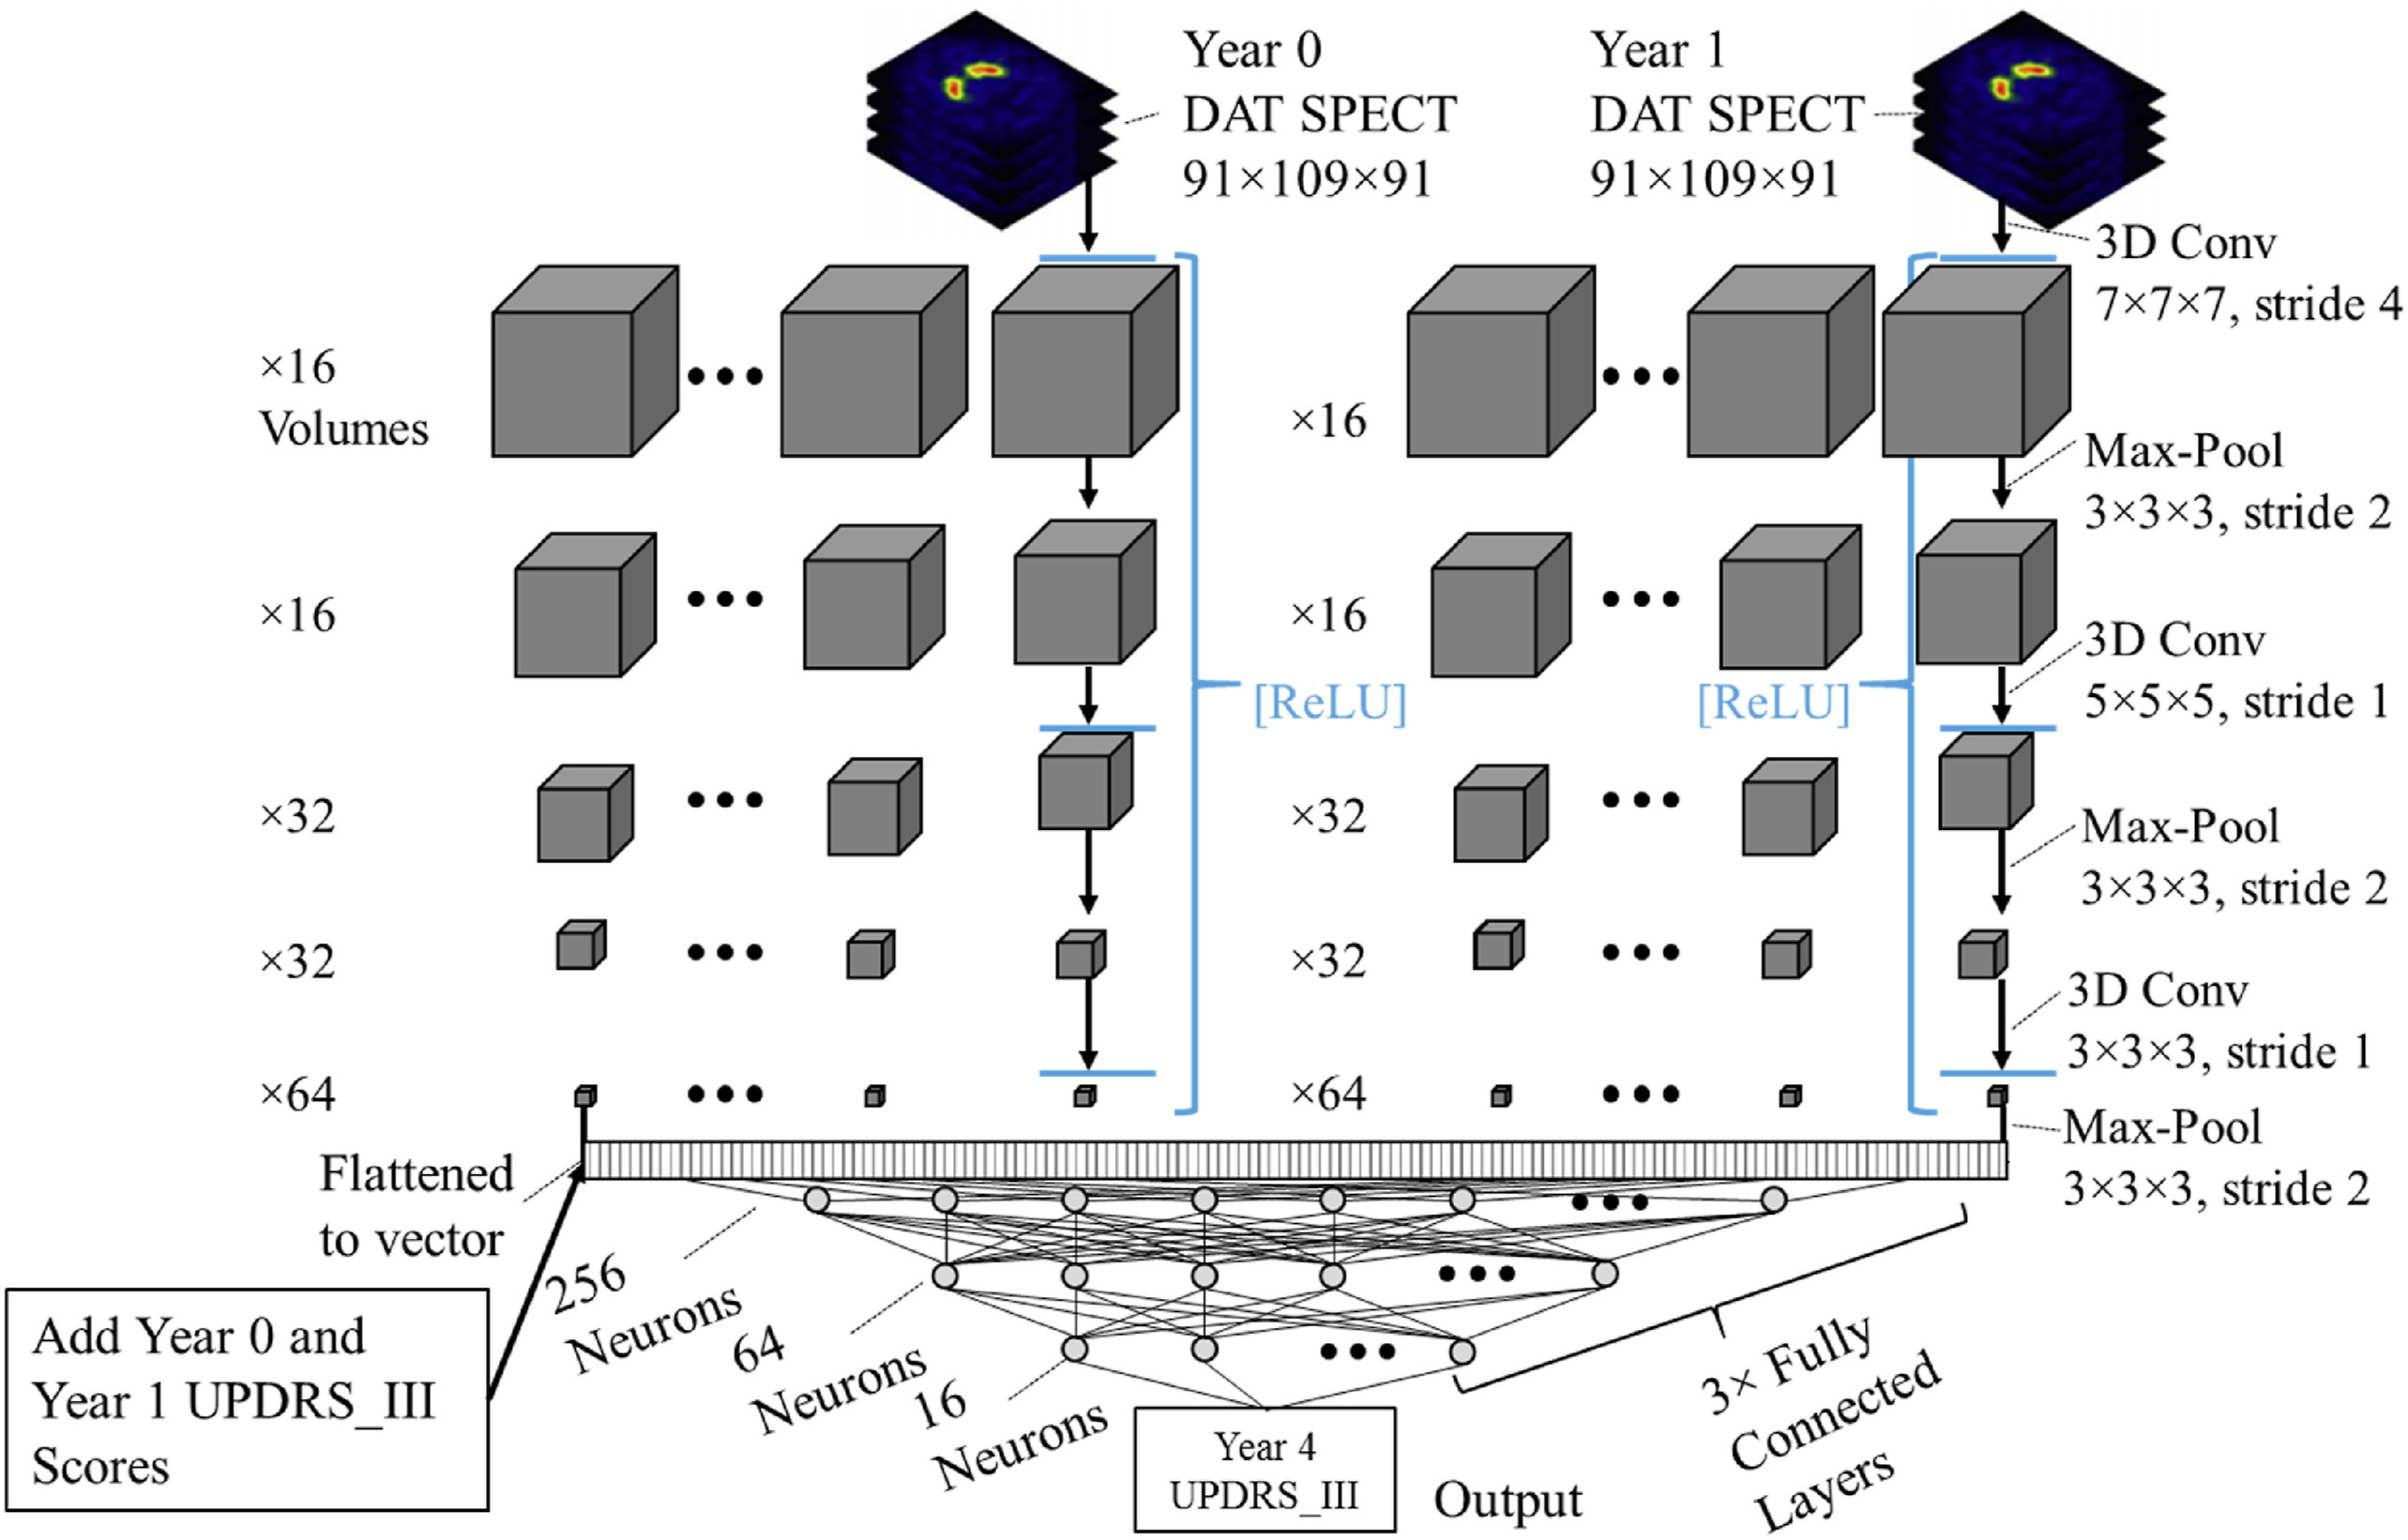 Year 0
DAT SPECT
91×109×91
Year 1
DAT SPECT
91×109×91
3D Conv
7×7×7, stride 4
×16
Volumes
×16
Max-Pool
3×3×3, stride 2
×16
×16
3D Conv
5×5×5, stride 1
[ReLU]
[ReLU]
×32
×32
Max-Pool
3×3×3, stride 2
×32
×32
3D Conv
3×3×3, stride 1
×64
×64
Max-Pool
3×3×3, stride 2
Flattened
to vector
Add Year 0 and
Year 1 UPDRS_III
Scores
256
Neurons
64
Neurons
16
Neurons
3× Fully
Connected
Layers
Year 4
UPDRS_III
Output